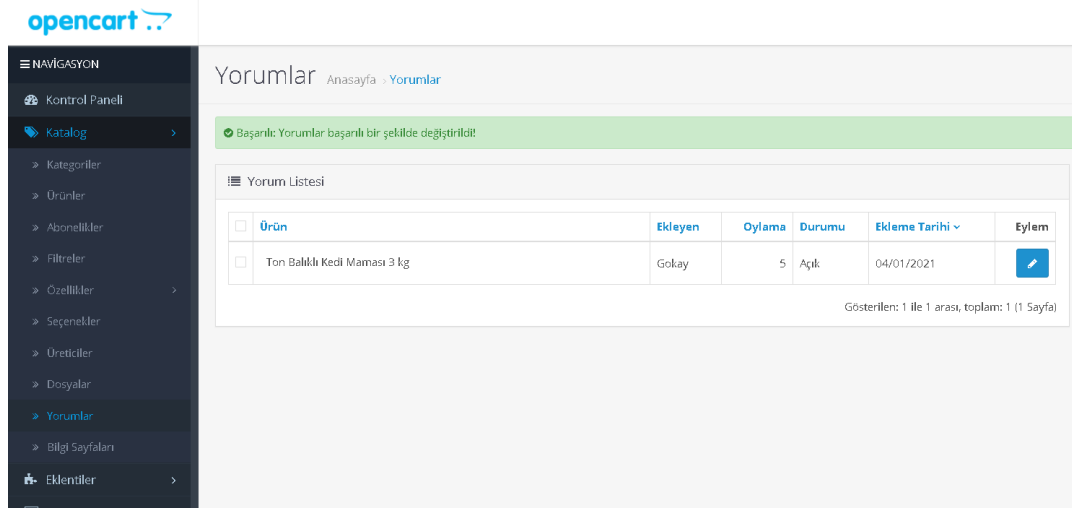 opencart
NAVİGASYON
Kontrol Paneli
Katalog
Kategoriler
Ürünler
Abonelikler
Filtreler
Özellikler
Seçenekler
Üreticiler
Dosyalar
Yorumlar
Bilgi Sayfaları
Eklentiler
Yorumlar Anasayfa › Yorumlar
Başarılı: Yorumlar başarılı bir şekilde değiştirildi!
Yorum Listesi
Ürün Ekleyen Oylama Durumu Ekleme Tarihi Eylem
Ton Balıklı Kedi Maması 3 kg Gokay 5 Açık 04/01/2021
Gösterilen: 1 ile 1 arası, toplam: 1 (1 Sayfa)